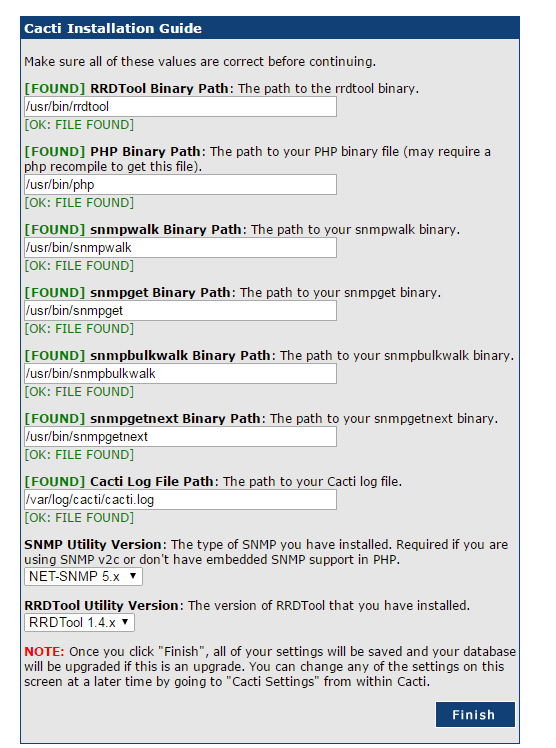 Cacti Installation Guide
Make sure all of these values are correct before continuing.
[FOUND] RRDTool Binary Path: The path to the rrdtool binary.
/usr/bin/rrdtool
[OK: FILE FOUND]
[FOUND] PHP Binary Path: The path to your PHP binary file (may require a
php recompile to get this file).
/usr/bin/php
[OK: FILE FOUND]
[FOUND] snmpwalk Binary Path: The path to your snmpwalk binary.
/usr/bin/snmpwalk
[OK: FILE FOUND]
[FOUND] snmpget Binary Path: The path to your snmpget binary.
/usr/bin/snmpget
[OK: FILE FOUND]
[FOUND] snmpbulkwalk Binary Path: The path to your snmpbulkwalk binary.
/usr/bin/snmpbulkwalk
[OK: FILE FOUND]
[FOUND] snmpgetnext Binary Path: The path to your snmpgetnext binary.
/usr/bin/snmpgetnext
[OK: FILE FOUND]
[FOUND] Cacti Log File Path: The path to your Cacti log file.
/var/log/cacti/cacti.log
[OK: FILE FOUND]
SNMP Utility Version: The type of SNMP you have installed. Required if you are
using SNMP v2c or don't have embedded SNMP support in PHP.
NET-SNMP 5.x
RRDTool Utility Version: The version of RRDTool that you have installed.
RRDTool 1.4.x
NOTE: Once you click "Finish", all of your settings will be saved and your database
will be upgraded if this is an upgrade. You can change any of the settings on this
screen at a later time by going to "Cacti Settings" from within Cacti.
Finish